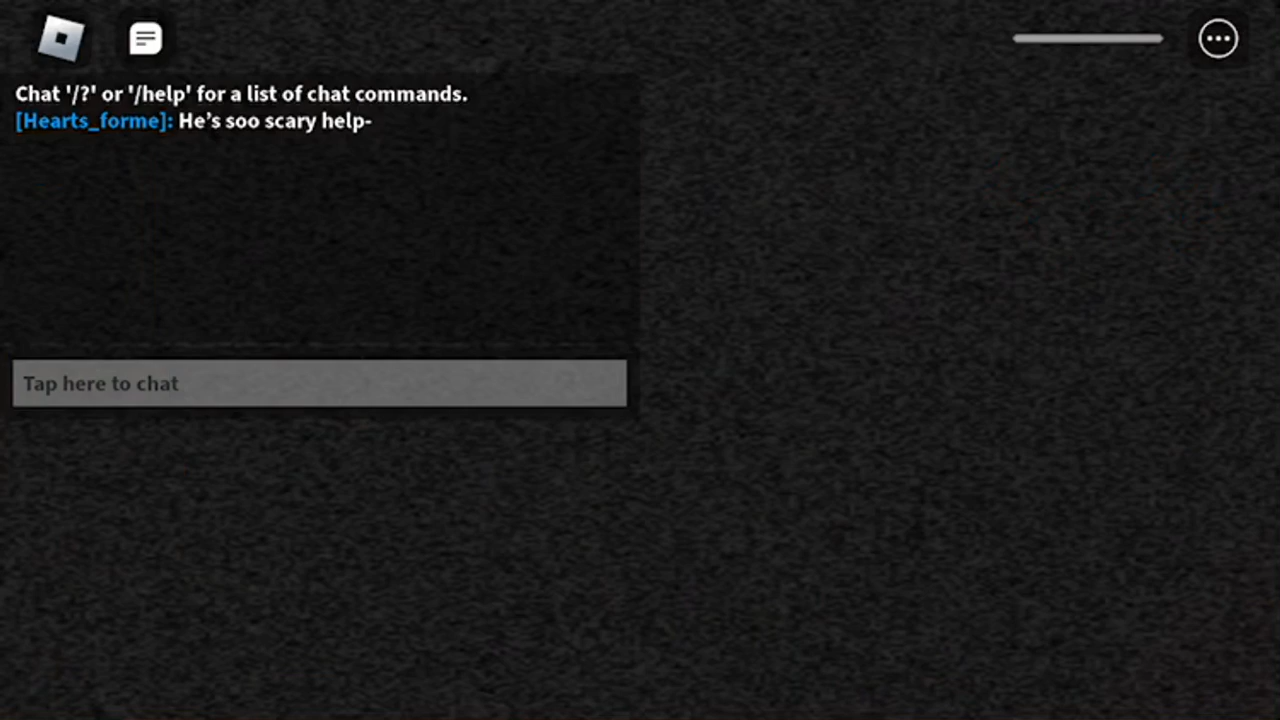 Chat '/?' or '/help' for a list of chat commands.
[Hearts_forme]: He’s soo scary help-
Tap here to chat